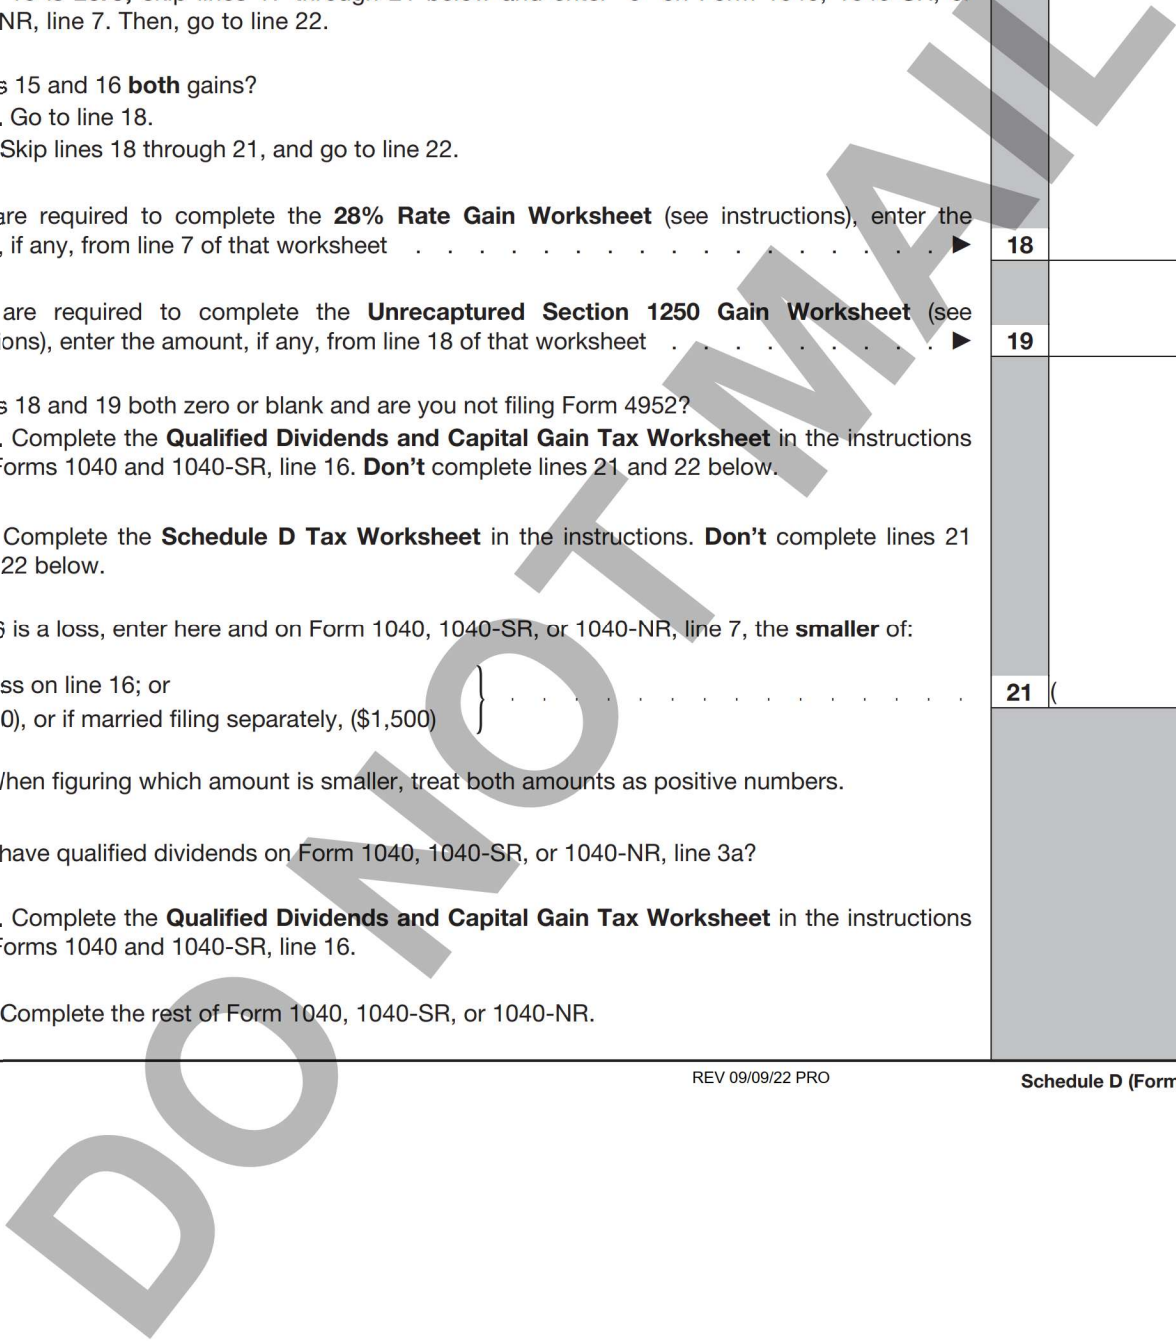 NR, line 7. Then, go to line 22.
s 15 and 16 both gains?
. Go to line 18.
Skip lines 18 through 21, and go to line 22.
are required to complete the 28% Rate Gain Worksheet (see instructions), enter the
, if any, from line 7 of that worksheet . . . . . . . . . . . . . . . . . ▶ 18
are required to complete the Unrecaptured Section 1250 Gain Worksheet (see
ions), enter the amount, if any, from line 18 of that worksheet . . . . . . . . . ▶ 19
s 18 and 19 both zero or blank and are you not filing Form 4952?
. Complete the Qualified Dividends and Capital Gain Tax Worksheet in the instructions
Forms 1040 and 1040-SR, line 16. Don't complete lines 21 and 22 below.
Complete the Schedule D Tax Worksheet in the instructions. Don't complete lines 21
22 below.
is a loss, enter here and on Form 1040, 1040-SR, or 1040-NR, line 7, the smaller of:
ss on line 16; or
0), or if married filing separately, ($1,500) } . . . . . . . . . . . . . . . 21 (
When figuring which amount is smaller, treat both amounts as positive numbers.
have qualified dividends on Form 1040, 1040-SR, or 1040-NR, line 3a?
. Complete the Qualified Dividends and Capital Gain Tax Worksheet in the instructions
Forms 1040 and 1040-SR, line 16.
Complete the rest of Form 1040, 1040-SR, or 1040-NR.
REV 09/09/22 PRO Schedule D (Form
DO NOT MAIL